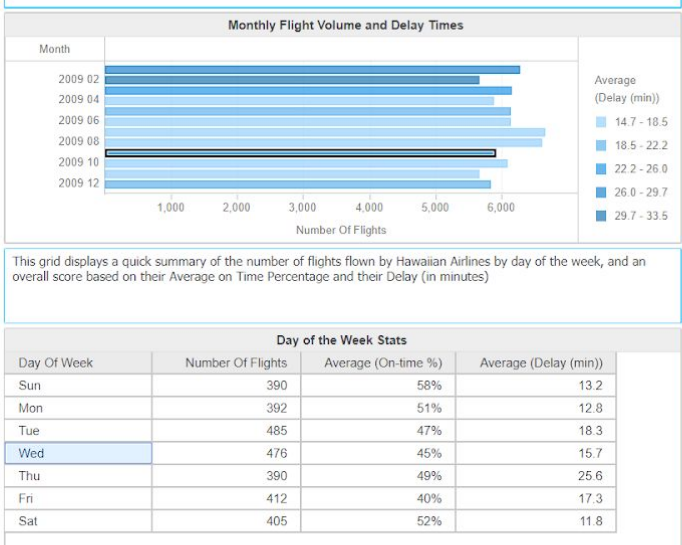 Monthly Flight Volume and Delay Times
Month
2009 02
2009 04
2009 06
2009 08
2009 10
2009 12
1,000 2,000 3,000 4,000 5,000 6,000
Number Of Flights
Average
(Delay (min))
14.7 - 18.5
18.5 - 22.2
22.2 - 26.0
26.0 - 29.7
29.7 - 33.5
This grid displays a quick summary of the number of flights flown by Hawaiian Airlines by day of the week, and an
overall score based on their Average on Time Percentage and their Delay (in minutes)
Day of the Week Stats
Day Of Week Number Of Flights Average (On-time %) Average (Delay (min))
Sun 390 58% 13.2
Mon 392 51% 12.8
Tue 485 47% 18.3
Wed 476 45% 15.7
Thu 390 49% 25.6
Fri 412 40% 17.3
Sat 405 52% 11.8